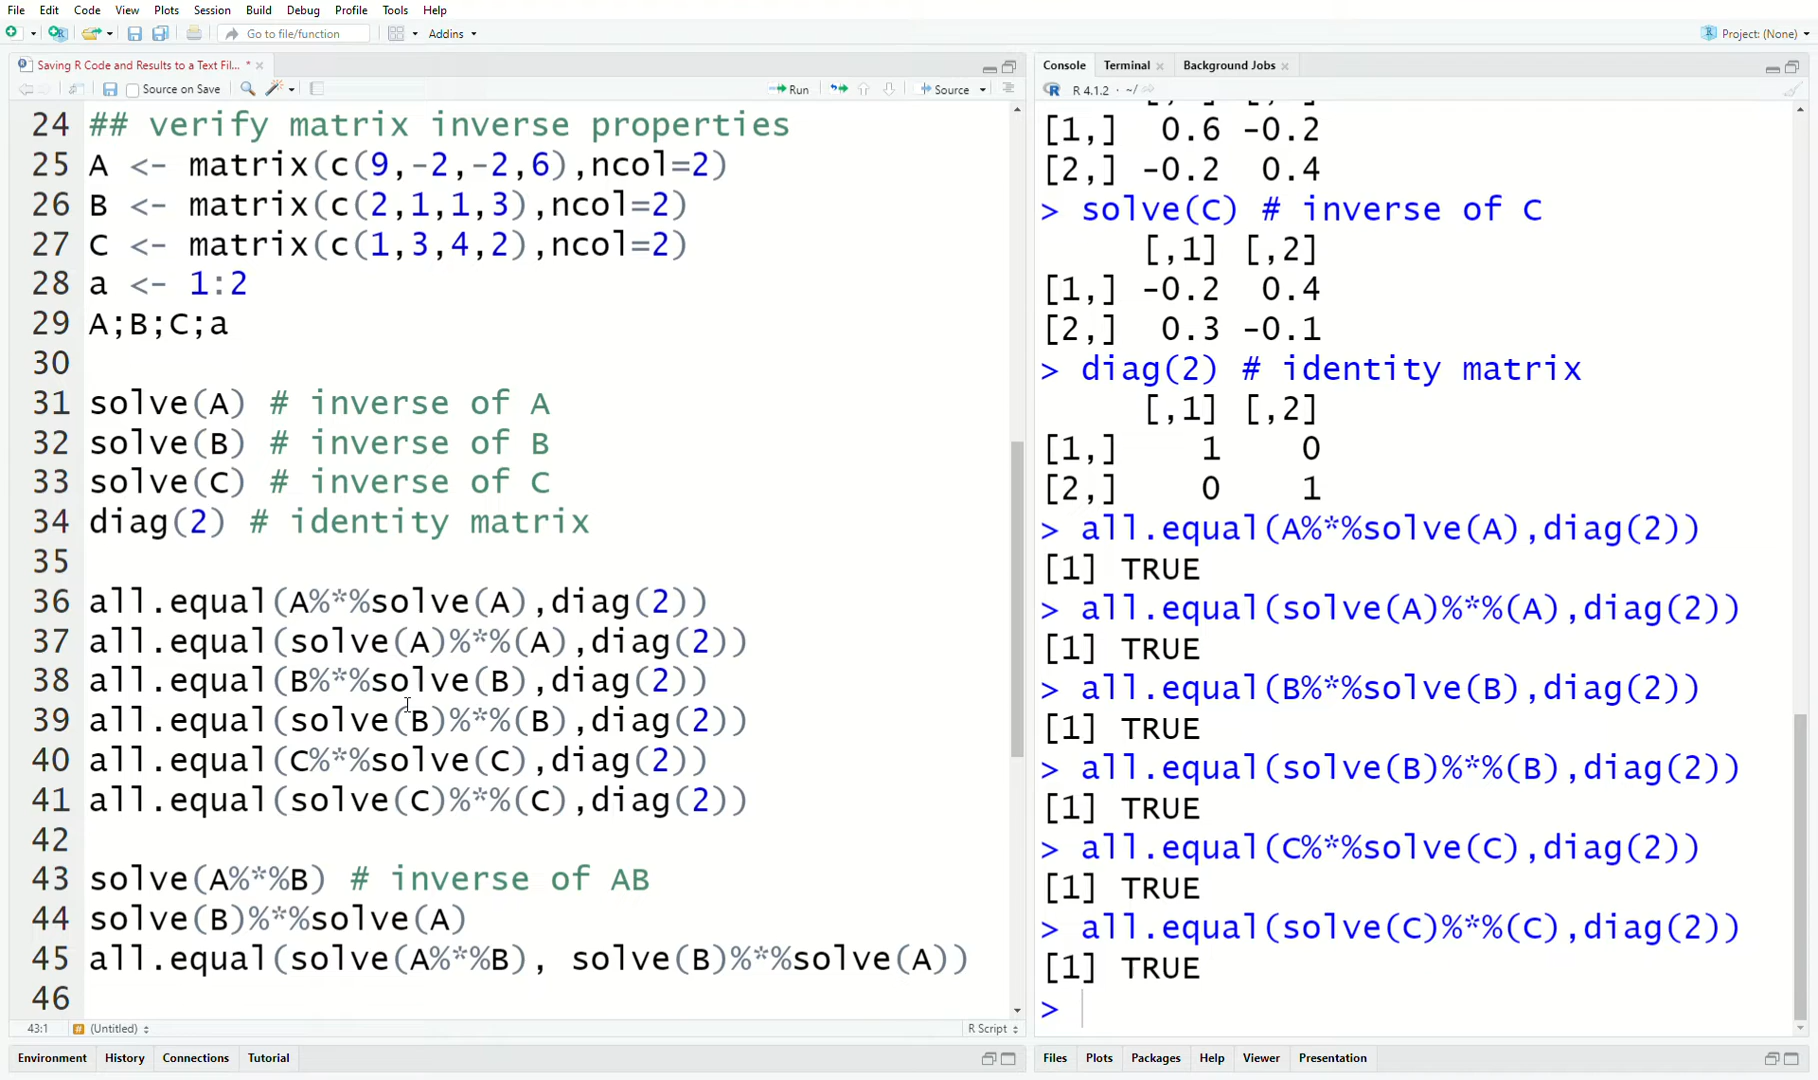 File Edit Code View Plots Session Build Debug Profile Tools Help
Go to file/function Addins Project: (None)
Saving R Code and Results to a Text Fil... *
Source on Save Run Source
24 ## verify matrix inverse properties
25 A <- matrix(c(9,-2,-2,6),ncol=2)
26 B <- matrix(c(2,1,1,3),ncol=2)
27 C <- matrix(c(1,3,4,2),ncol=2)
28 a <- 1:2
29 A;B;C;a
30
31 solve(A) # inverse of A
32 solve(B) # inverse of B
33 solve(C) # inverse of C
34 diag(2) # identity matrix
35
36 all.equal(A%*%solve(A),diag(2))
37 all.equal(solve(A)%*%(A),diag(2))
38 all.equal(B%*%solve(B),diag(2))
39 all.equal(solve(B)%*%(B),diag(2))
40 all.equal(C%*%solve(C),diag(2))
41 all.equal(solve(C)%*%(C),diag(2))
42
43 solve(A%*%B) # inverse of AB
44 solve(B)%*%solve(A)
45 all.equal(solve(A%*%B), solve(B)%*%solve(A))
46
43:1 (Untitled) R Script
Environment History Connections Tutorial
Console Terminal Background Jobs
R 4.1.2 · ~/
[1,] 0.6 -0.2
[2,] -0.2 0.4
> solve(C) # inverse of C
[,1] [,2]
[1,] -0.2 0.4
[2,] 0.3 -0.1
> diag(2) # identity matrix
[,1] [,2]
[1,] 1 0
[2,] 0 1
> all.equal(A%*%solve(A),diag(2))
[1] TRUE
> all.equal(solve(A)%*%(A),diag(2))
[1] TRUE
> all.equal(B%*%solve(B),diag(2))
[1] TRUE
> all.equal(solve(B)%*%(B),diag(2))
[1] TRUE
> all.equal(C%*%solve(C),diag(2))
[1] TRUE
> all.equal(solve(C)%*%(C),diag(2))
[1] TRUE
>
Files Plots Packages Help Viewer Presentation